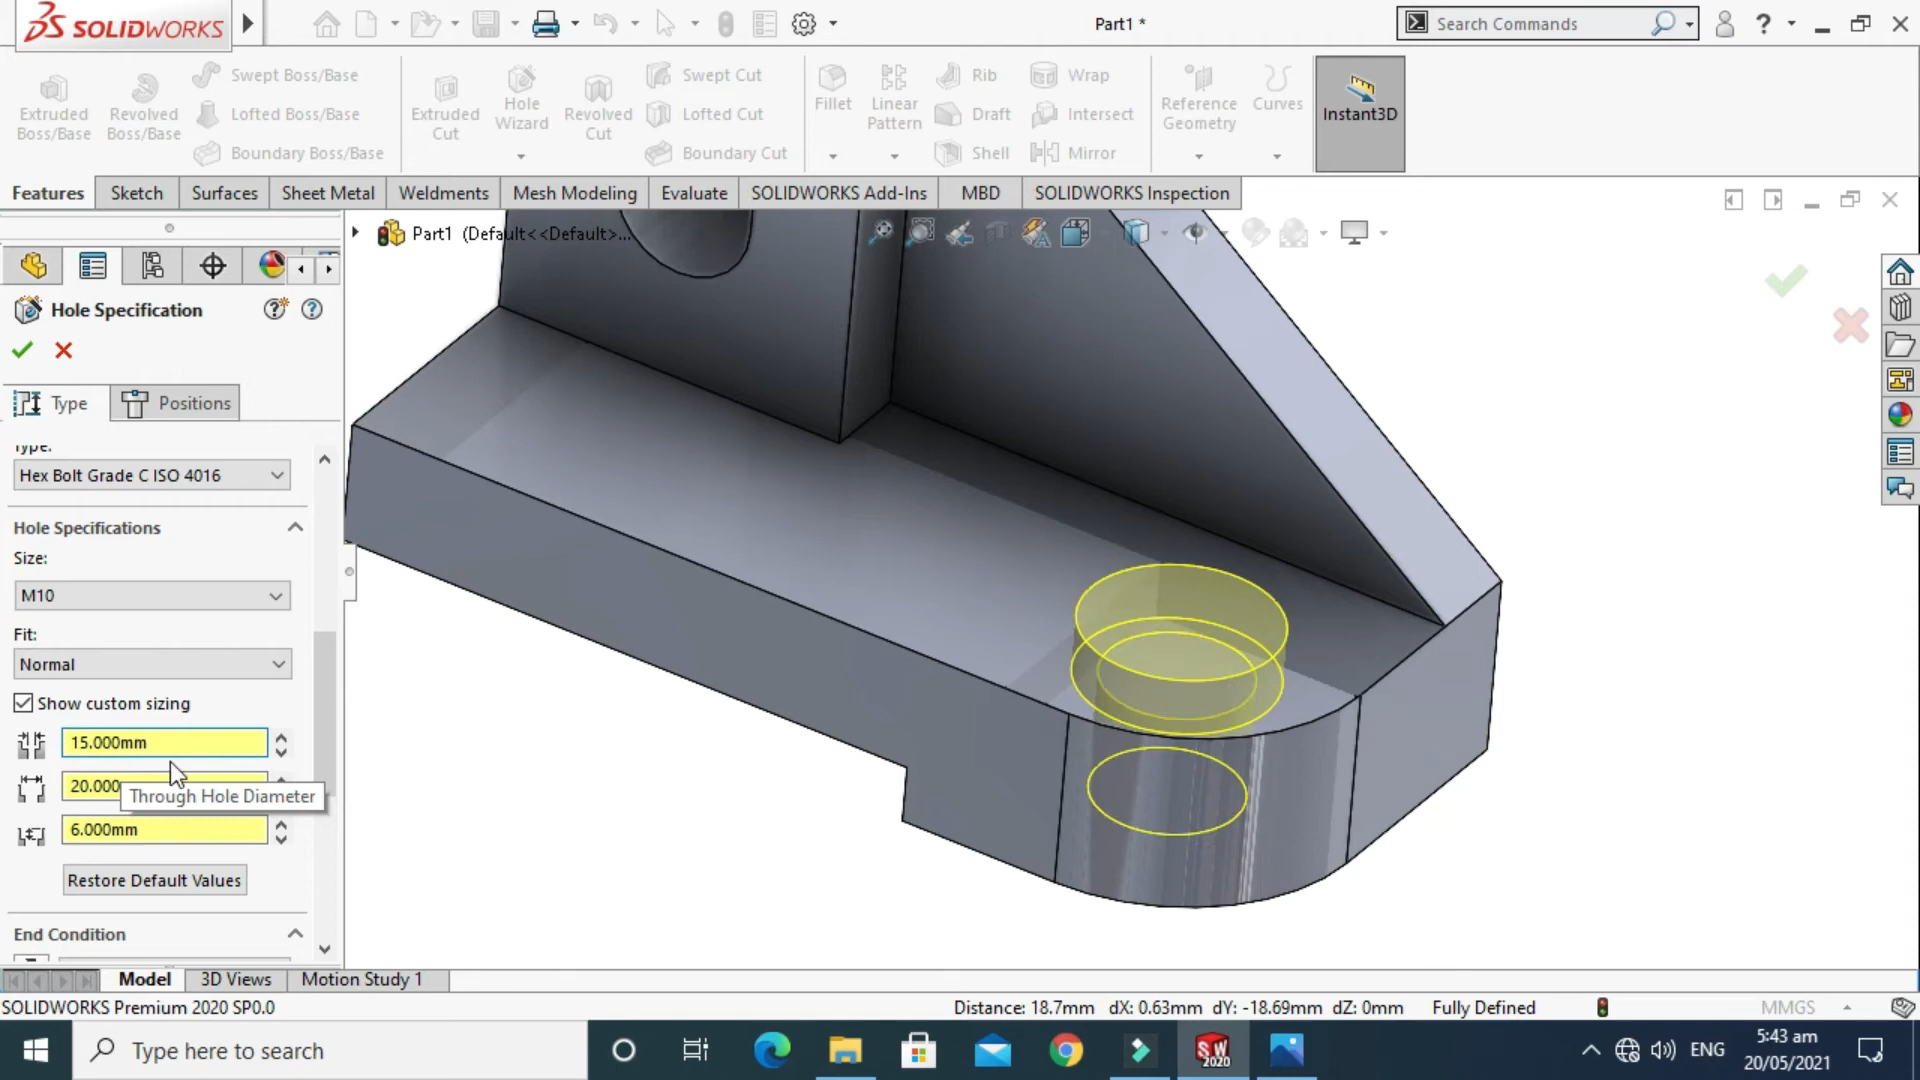 SOLIDWORKS
Part1 *
Search Commands
Extruded Boss/Base
Revolved Boss/Base
Swept Boss/Base
Lofted Boss/Base
Boundary Boss/Base
Extruded Cut
Hole Wizard
Revolved Cut
Swept Cut
Lofted Cut
Boundary Cut
Fillet
Linear Pattern
Rib
Draft
Shell
Wrap
Intersect
Mirror
Reference Geometry
Curves
Instant3D
Features
Sketch
Surfaces
Sheet Metal
Weldments
Mesh Modeling
Evaluate
SOLIDWORKS Add-Ins
MBD
SOLIDWORKS Inspection
Part1 (Default<<Default>...
Hole Specification
Type
Positions
Type:
Hex Bolt Grade C ISO 4016
Hole Specifications
Size:
M10
Fit:
Normal
Show custom sizing
15.000mm
20.000
Through Hole Diameter
6.000mm
Restore Default Values
End Condition
Model
3D Views
Motion Study 1
SOLIDWORKS Premium 2020 SP0.0
Distance: 18.7mm dX: 0.63mm dY: -18.69mm dZ: 0mm
Fully Defined
MMGS
Type here to search
SW
2020
ENG
5:43 am
20/05/2021